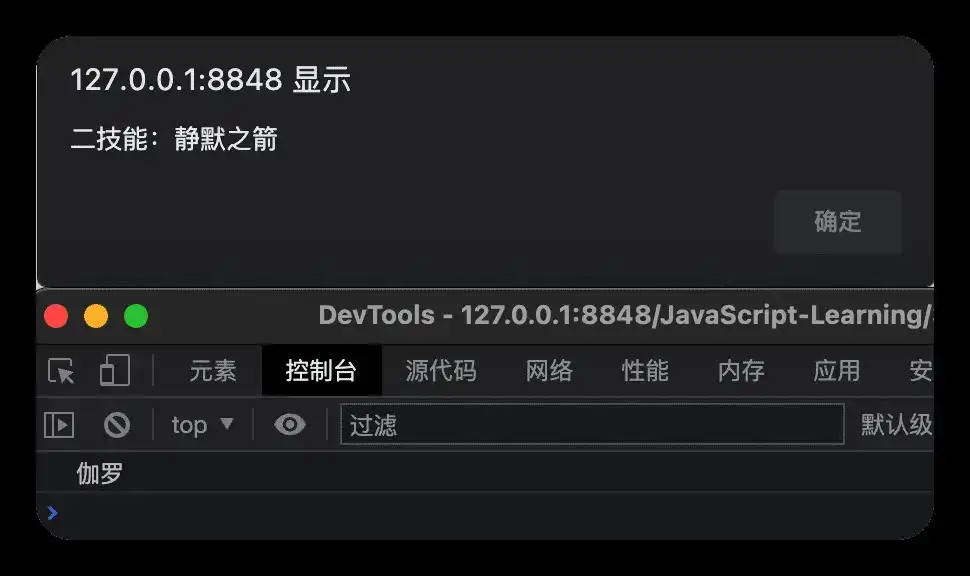 127.0.0.1:8848 显示
二技能：静默之箭
确定
DevTools - 127.0.0.1:8848/JavaScript-Learning/
元素 控制台 源代码 网络 性能 内存 应用 安
top 过滤 默认级
伽罗